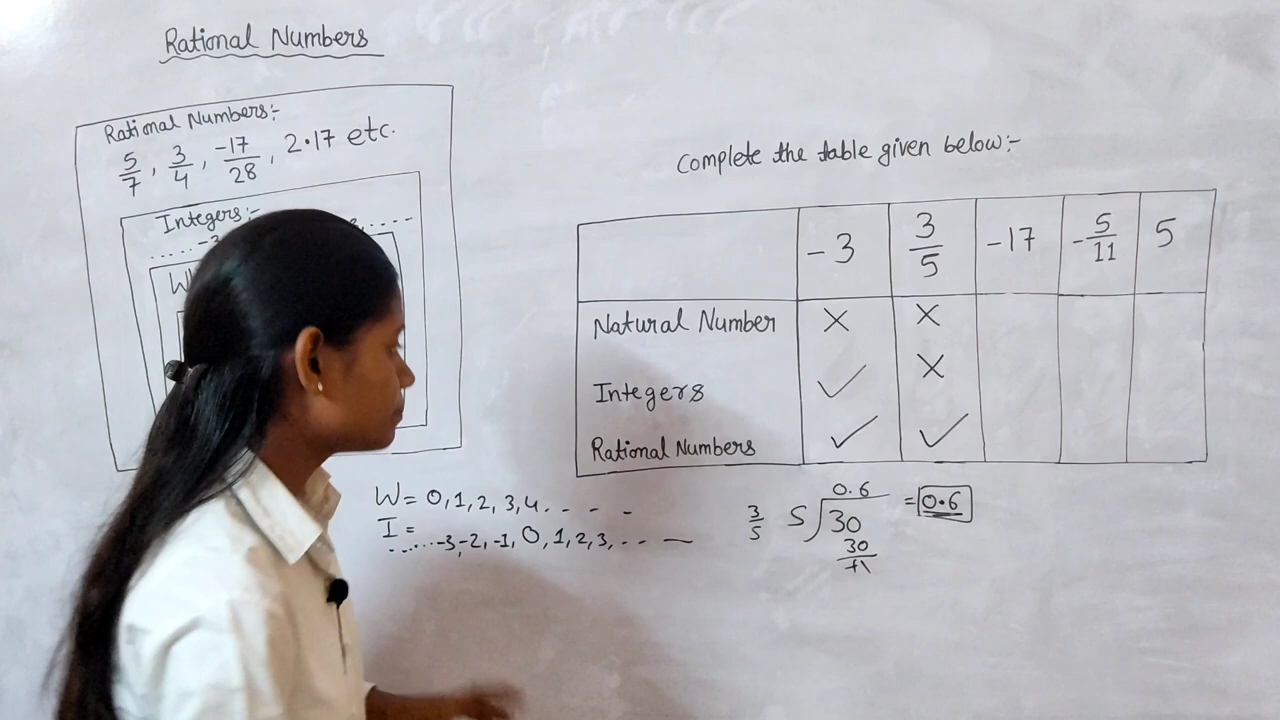 Rational Numbers
Rational Numbers:-
5/7, 3/4, -17/28, 2.17 etc.
Integers:-
.....-3
W
Complete the table given below:-
-3 3/5 -17 -5/11 5
Natural Number × ×
Integers ✓ ×
Rational Numbers ✓ ✓
W= 0,1,2,3,4. - - -
I=
......-3,-2,-1,0,1,2,3,-- —
3/5
0.6
5)30 = 0.6
30